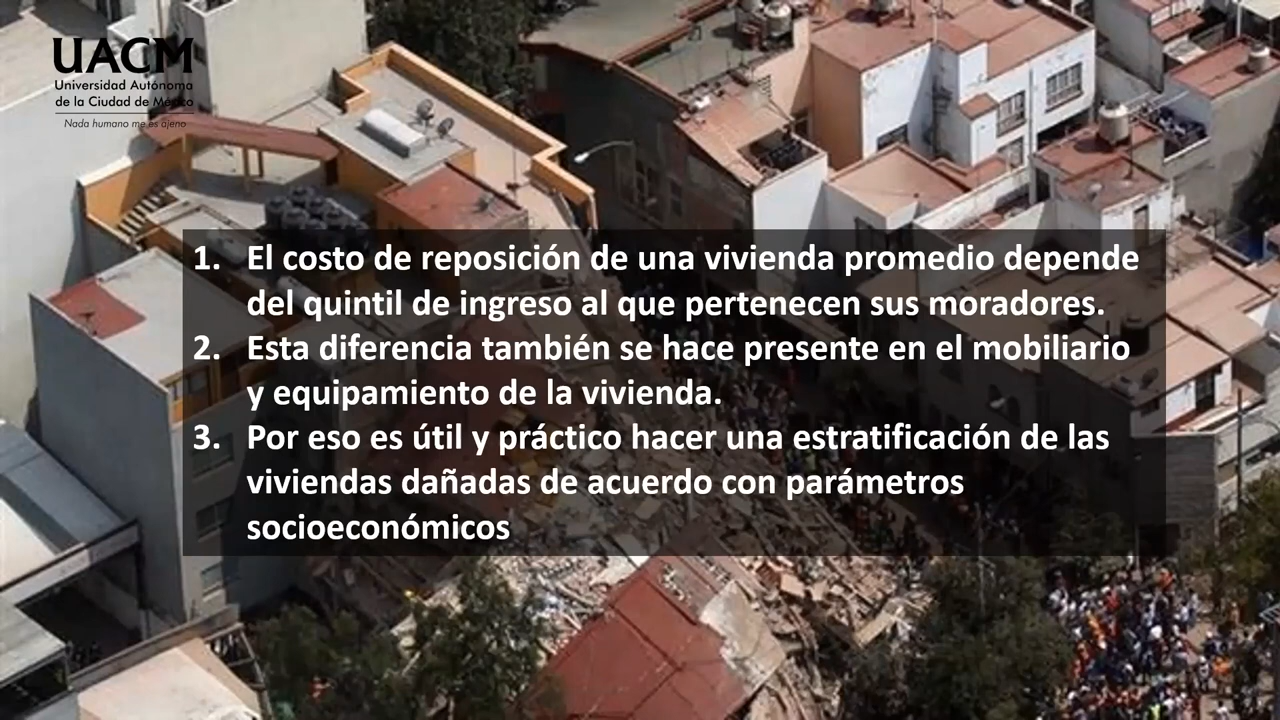 UACM
Universidad Autónoma
de la Ciudad de México
Nada humano me es ajeno
1. El costo de reposición de una vivienda promedio depende
del quintil de ingreso al que pertenecen sus moradores.
2. Esta diferencia también se hace presente en el mobiliario
y equipamiento de la vivienda.
3. Por eso es útil y práctico hacer una estratificación de las
viviendas dañadas de acuerdo con parámetros
socioeconómicos